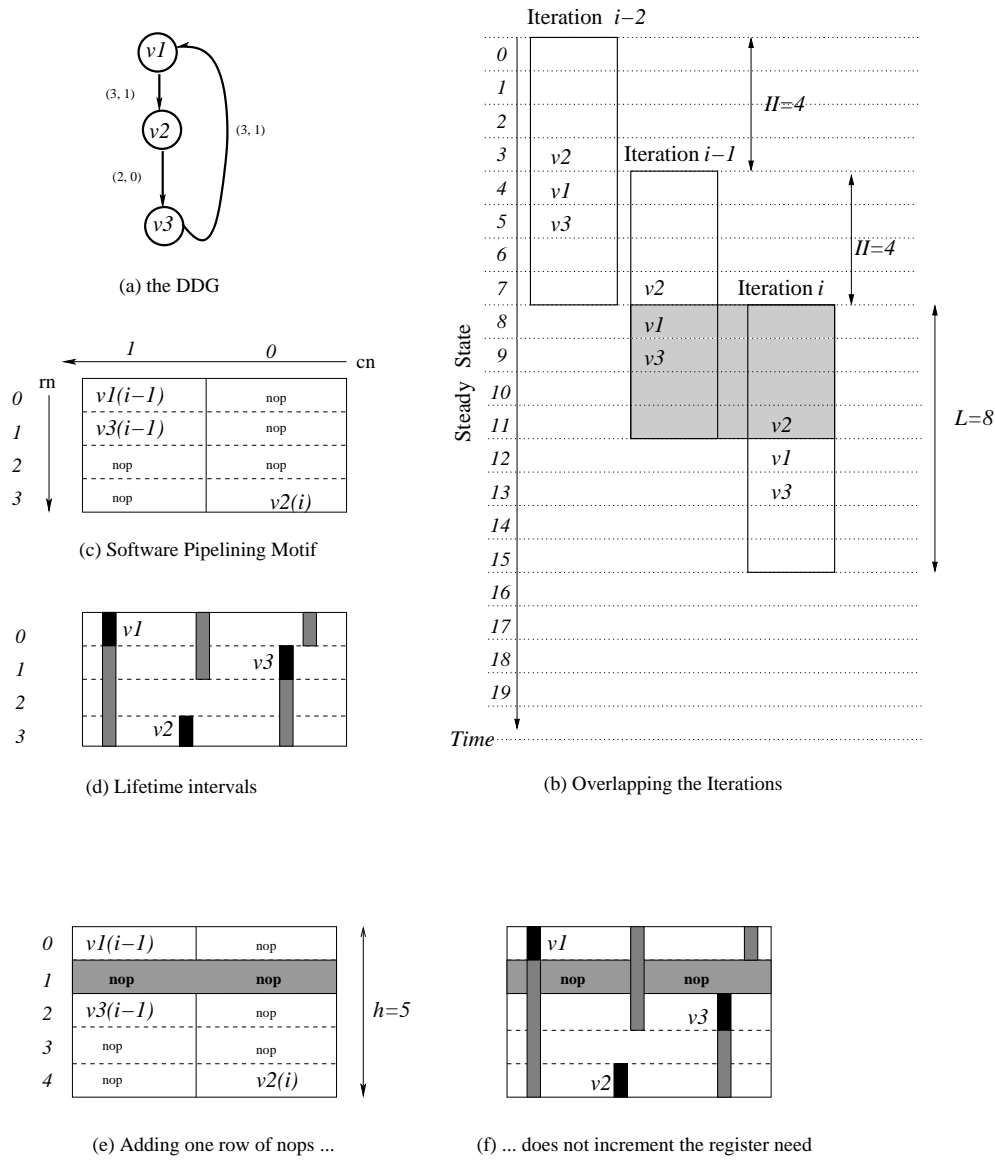 v1
(3, 1)
v2
(3, 1)
(2, 0)
v3
(a) the DDG
1 0
cn
rn
0 v1(i−1) nop
1 v3(i−1) nop
2 nop nop
3 nop v2(i)
(c) Software Pipelining Motif
0 v1
1 v3
2
3 v2
(d) Lifetime intervals
Iteration i−2
0
1
2
3
4
5
6
7
8
9
10
11
12
13
14
15
16
17
18
19
Time
Steady State
v2
v1
v3
II=4
Iteration i−1
v2
v1
v3
II=4
Iteration i
v2
v1
v3
L=8
(b) Overlapping the Iterations
0 v1(i−1) nop
1 nop nop
2 v3(i−1) nop
3 nop nop
4 nop v2(i)
h=5
(e) Adding one row of nops ...
v1
nop nop
v3
v2
(f) ... does not increment the register need